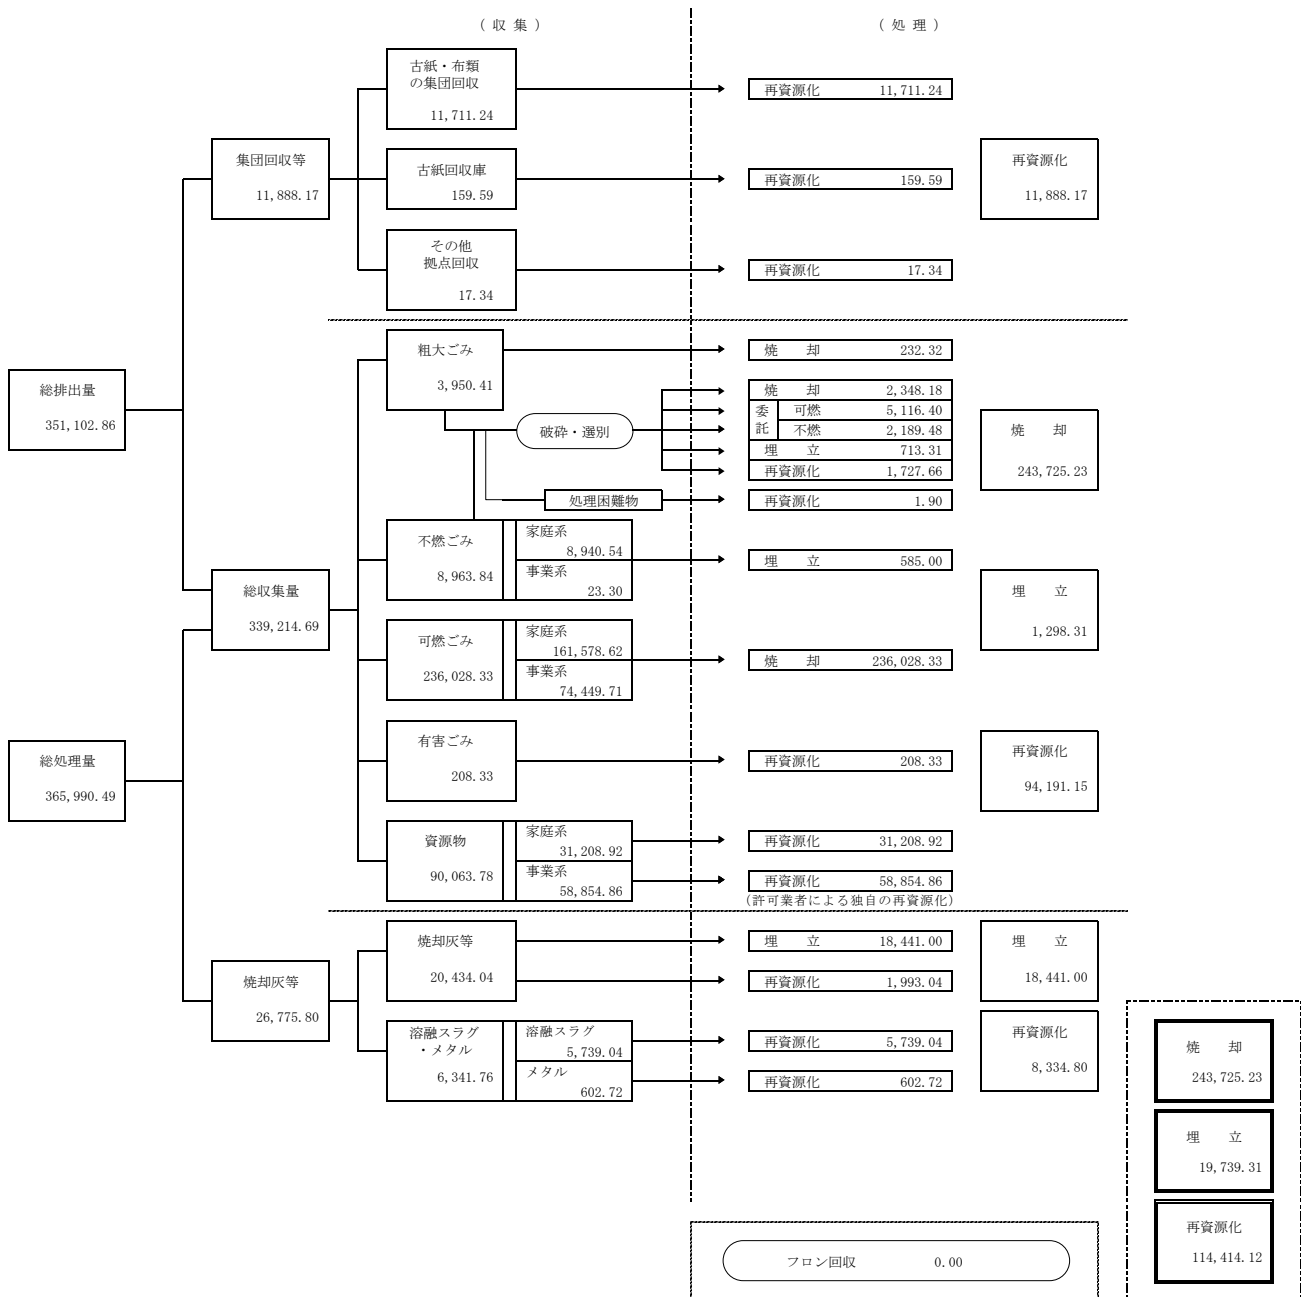 （ 収 集 ）
（ 処 理 ）
古紙・布類
の集団回収
11,711.24
再資源化 11,711.24
集団回収等
11,888.17
古紙回収庫
159.59
再資源化 159.59
再資源化
11,888.17
その他
拠点回収
17.34
再資源化 17.34
粗大ごみ
3,950.41
焼 却 232.32
総排出量
351,102.86
破砕・選別
焼 却 2,348.18
委託
可燃 5,116.40
不燃 2,189.48
埋 立 713.31
再資源化 1,727.66
焼 却
243,725.23
処理困難物
再資源化 1.90
不燃ごみ
8,963.84
家庭系
8,940.54
事業系
23.30
埋 立 585.00
総収集量
339,214.69
埋 立
1,298.31
可燃ごみ
236,028.33
家庭系
161,578.62
事業系
74,449.71
焼 却 236,028.33
総処理量
365,990.49
有害ごみ
208.33
再資源化 208.33
再資源化
94,191.15
資源物
90,063.78
家庭系
31,208.92
事業系
58,854.86
再資源化 31,208.92
再資源化 58,854.86
（許可業者による独自の再資源化）
焼却灰等
26,775.80
焼却灰等
20,434.04
埋 立 18,441.00
再資源化 1,993.04
埋 立
18,441.00
溶融スラグ
・メタル
6,341.76
溶融スラグ
5,739.04
メタル
602.72
再資源化 5,739.04
再資源化 602.72
再資源化
8,334.80
焼 却
243,725.23
埋 立
19,739.31
再資源化
114,414.12
フロン回収 0.00